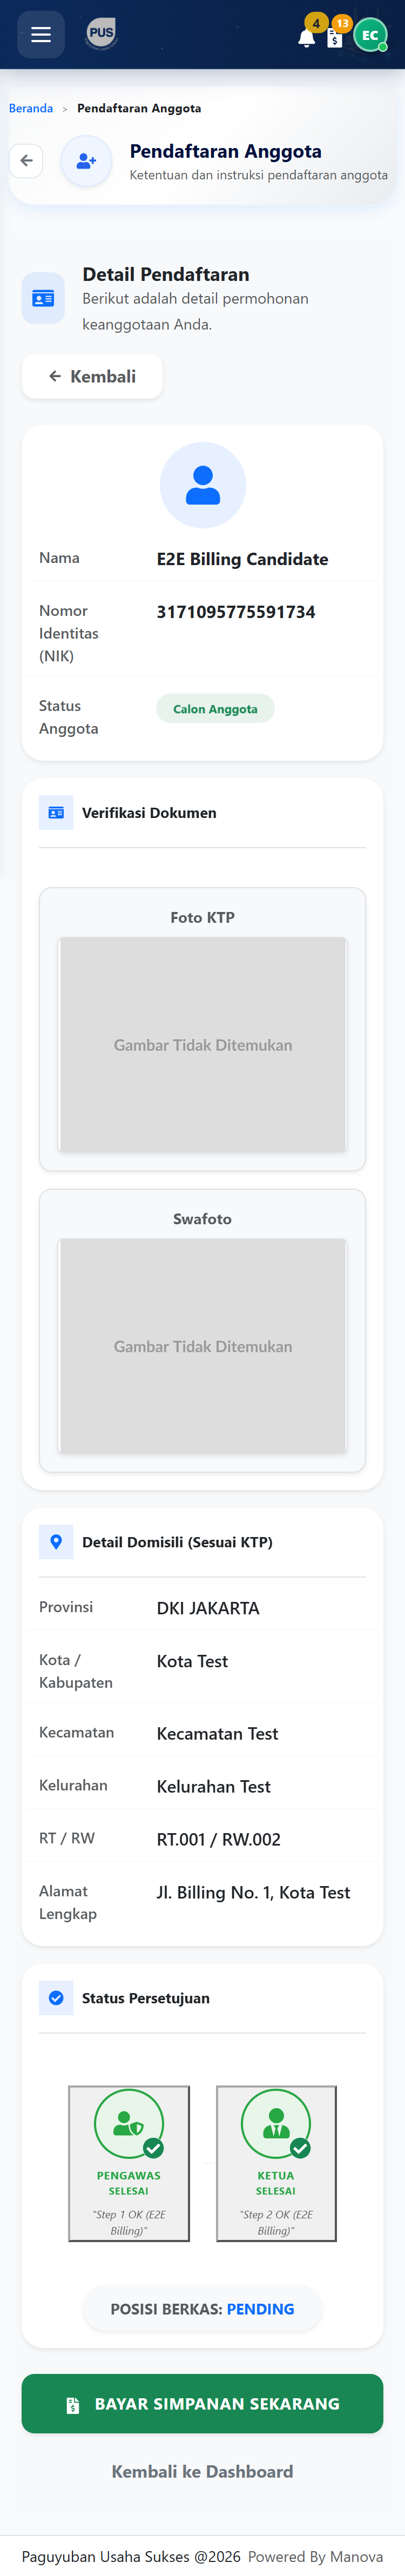 PUS
4
13
EC
Beranda > Pendaftaran Anggota
Pendaftaran Anggota
Ketentuan dan instruksi pendaftaran anggota
Detail Pendaftaran
Berikut adalah detail permohonan
keanggotaan Anda.
Kembali
Nama E2E Billing Candidate
Nomor Identitas (NIK) 3171095775591734
Status Anggota Calon Anggota
Verifikasi Dokumen
Foto KTP
Gambar Tidak Ditemukan
Swafoto
Gambar Tidak Ditemukan
Detail Domisili (Sesuai KTP)
Provinsi DKI JAKARTA
Kota / Kabupaten Kota Test
Kecamatan Kecamatan Test
Kelurahan Kelurahan Test
RT / RW RT.001 / RW.002
Alamat Lengkap Jl. Billing No. 1, Kota Test
Status Persetujuan
PENGAWAS
SELESAI
"Step 1 OK (E2E
Billing)"
KETUA
SELESAI
"Step 2 OK (E2E
Billing)"
POSISI BERKAS: PENDING
BAYAR SIMPANAN SEKARANG
Kembali ke Dashboard
Paguyuban Usaha Sukses @2026 Powered By Manova